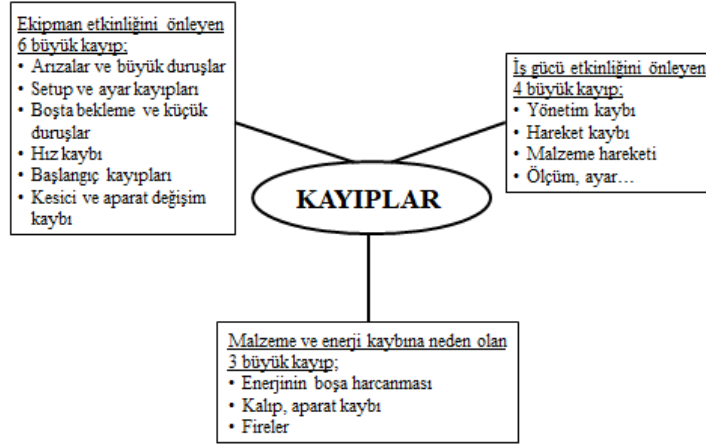 Ekipman etkinliğini önleyen
6 büyük kayıp;
• Arızalar ve büyük duruşlar
• Setup ve ayar kayıpları
• Boşta bekleme ve küçük
duruşlar
• Hız kaybı
• Başlangıç kayıpları
• Kesici ve aparat değişim
kaybı
İş gücü etkinliğini önleyen
4 büyük kayıp;
• Yönetim kaybı
• Hareket kaybı
• Malzeme hareketi
• Ölçüm, ayar…
KAYIPLAR
Malzeme ve enerji kaybına neden olan
3 büyük kayıp;
• Enerjinin boşa harcanması
• Kalıp, aparat kaybı
• Fireler